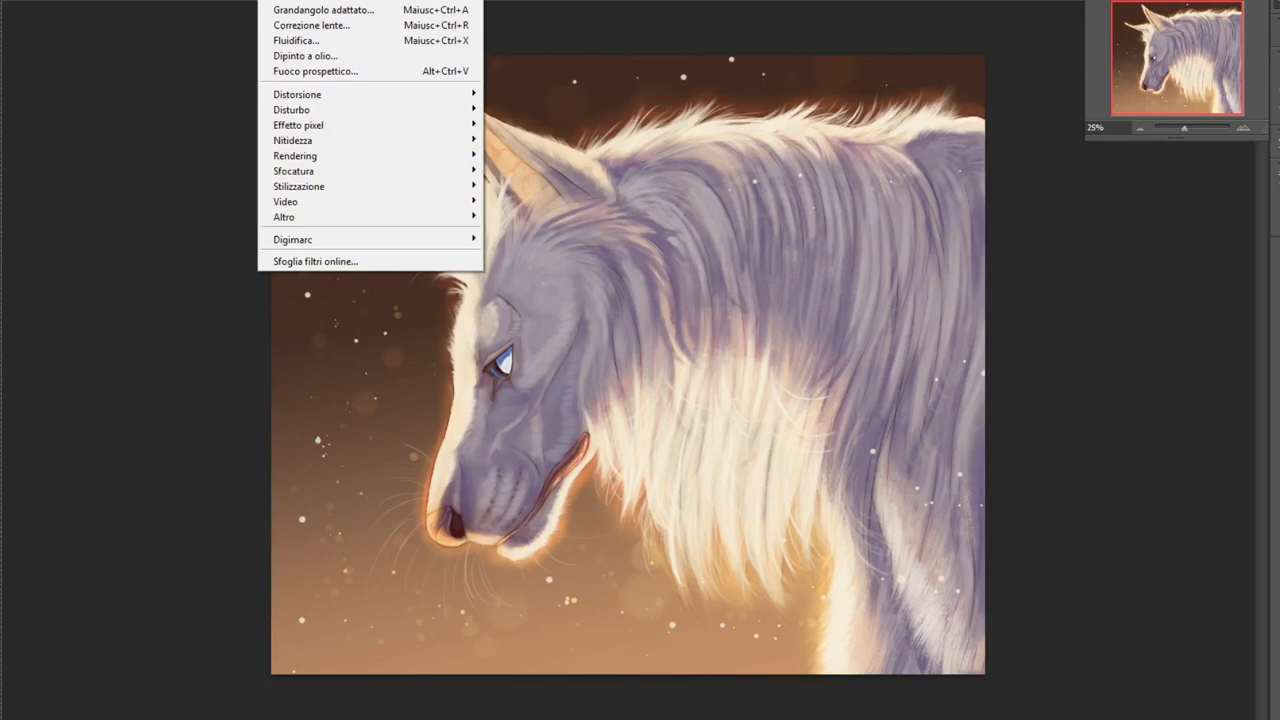 Grandangolo adattato... Maiusc+Ctrl+A
Correzione lente... Maiusc+Ctrl+R
Fluidifica... Maiusc+Ctrl+X
Dipinto a olio...
Fuoco prospettico... Alt+Ctrl+V
Distorsione
Disturbo
Effetto pixel
Nitidezza
Rendering
Sfocatura
Stilizzazione
Video
Altro
Digimarc
Sfoglia filtri online...
25%